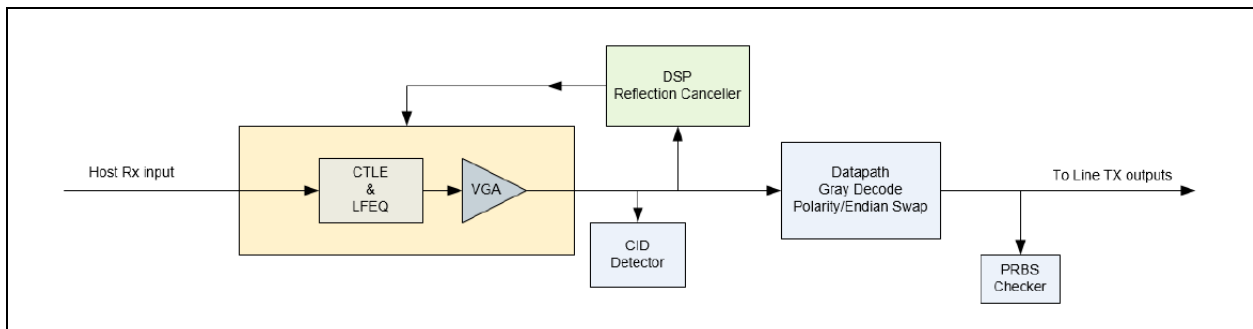 DSP
Reflection Canceller
Host Rx input
CTLE
&
LFEQ
VGA
CID
Detector
Datapath
Gray Decode
Polarity/Endian Swap
To Line TX outputs
PRBS
Checker